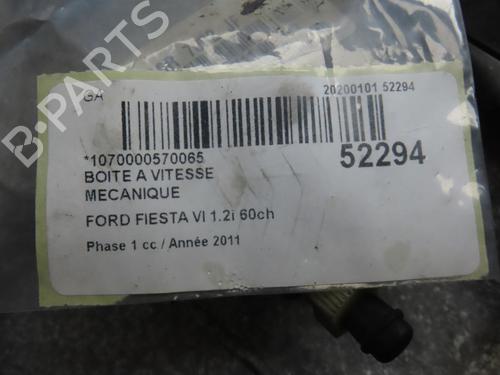 GA
20200101 52294
*1070000570065
52294
BOITE A VITESSE
MECANIQUE
FORD FIESTA VI 1.2i 60ch
Phase 1 cc / Année 2011
B-PARTS